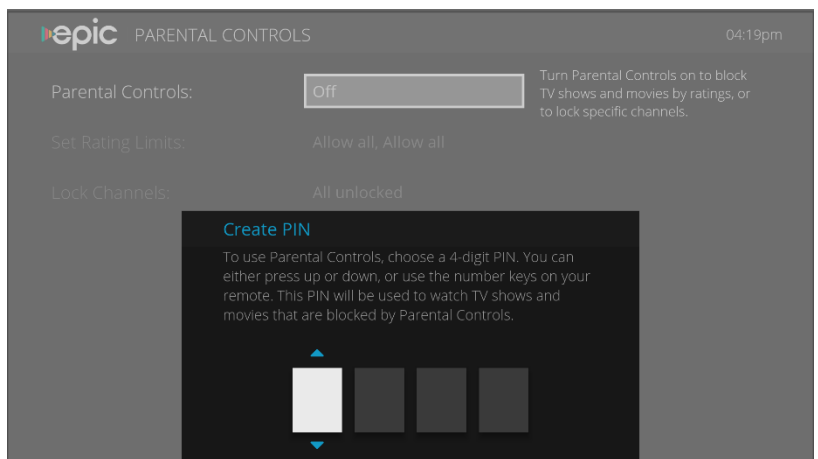 epic PARENTAL CONTROLS 04:19pm
Parental Controls: Off
Turn Parental Controls on to block
TV shows and movies by ratings, or
to lock specific channels.
Set Rating Limits: Allow all, Allow all
Lock Channels: All unlocked
Create PIN
To use Parental Controls, choose a 4-digit PIN. You can
either press up or down, or use the number keys on your
remote. This PIN will be used to watch TV shows and
movies that are blocked by Parental Controls.